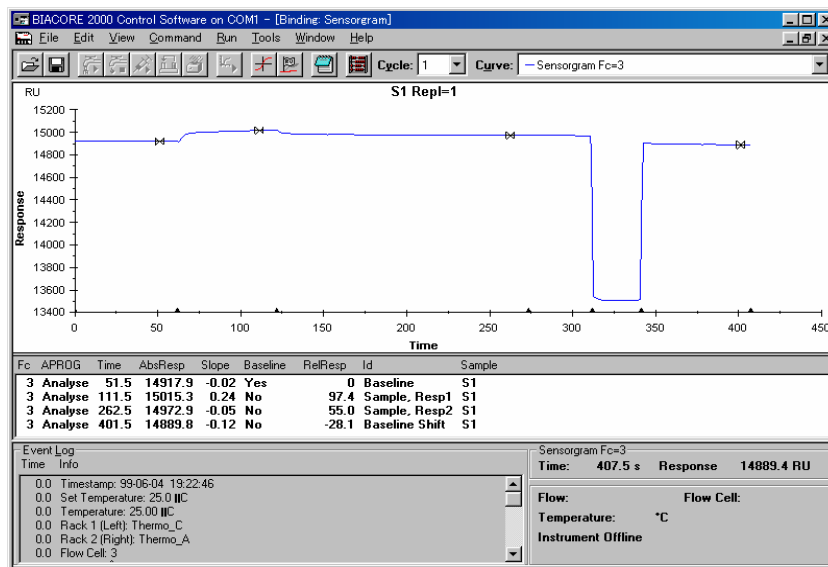 BIACORE 2000 Control Software on COM1 - [Binding: Sensorgram]
File Edit View Command Run Tools Window Help
Cycle: 1 Curve: Sensorgram Fc=3
RU S1 Repl=1
15200
15000
14800
14600
14400
14200
14000
13800
13600
13400
Response
0 50 100 150 200 250 300 350 400 450
Time
Fc APROG Time AbsResp Slope Baseline RelResp Id Sample
3 Analyse 51.5 14917.9 -0.02 Yes 0 Baseline S1
3 Analyse 111.5 15015.3 0.24 No 97.4 Sample, Resp1 S1
3 Analyse 262.5 14972.9 -0.05 No 55.0 Sample, Resp2 S1
3 Analyse 401.5 14889.8 -0.12 No -28.1 Baseline Shift S1
Event Log
Time Info
0.0 Timestamp: 99-06-04 19:22:46
0.0 Set Temperature: 25.0 C
0.0 Temperature: 25.00 C
0.0 Rack 1 (Left): Thermo_C
0.0 Rack 2 (Right): Thermo_A
0.0 Flow Cell: 3
Sensorgram Fc=3
Time: 407.5 s Response 14889.4 RU
Flow: Flow Cell:
Temperature: °C
Instrument Offline